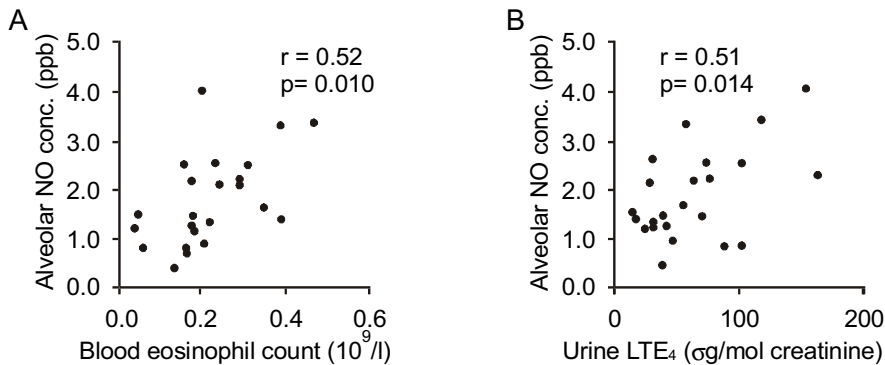 A
Alveolar NO conc. (ppb)
5.0
4.0
3.0
2.0
1.0
0.0
r = 0.52
p= 0.010
0.0 0.2 0.4 0.6
Blood eosinophil count (10⁹/l)
B
Alveolar NO conc. (ppb)
5.0
4.0
3.0
2.0
1.0
0.0
r = 0.51
p= 0.014
0 100 200
Urine LTE₄ (σg/mol creatinine)